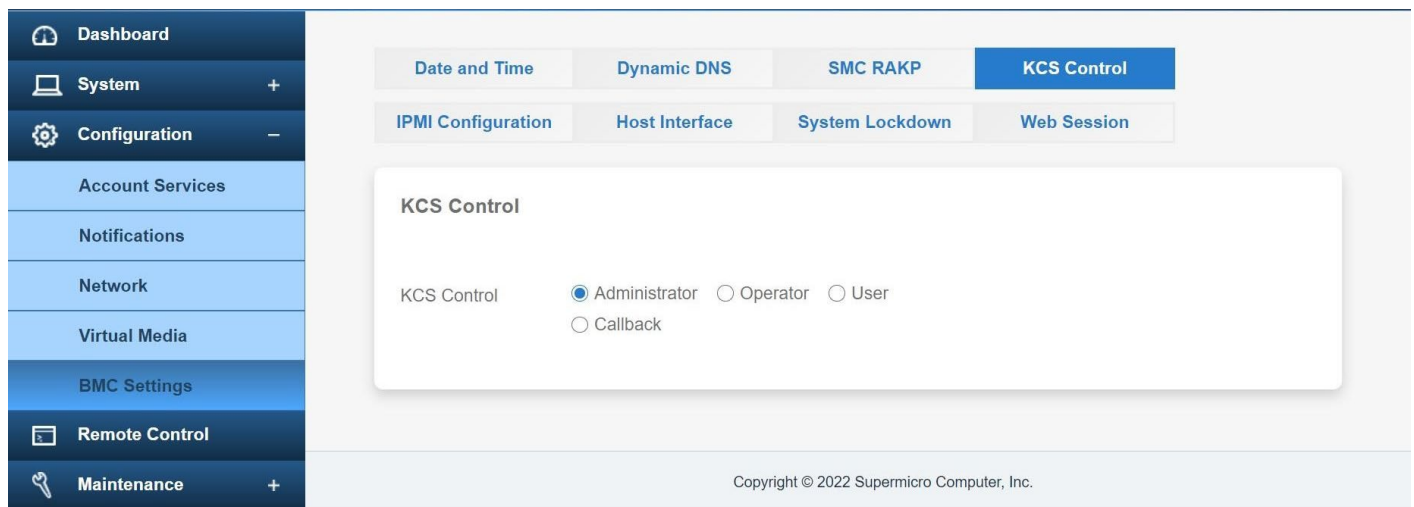 Dashboard
System +
Configuration –
Account Services
Notifications
Network
Virtual Media
BMC Settings
Remote Control
Maintenance +
Date and Time Dynamic DNS SMC RAKP KCS Control
IPMI Configuration Host Interface System Lockdown Web Session
KCS Control
KCS Control Administrator Operator User
Callback
Copyright © 2022 Supermicro Computer, Inc.